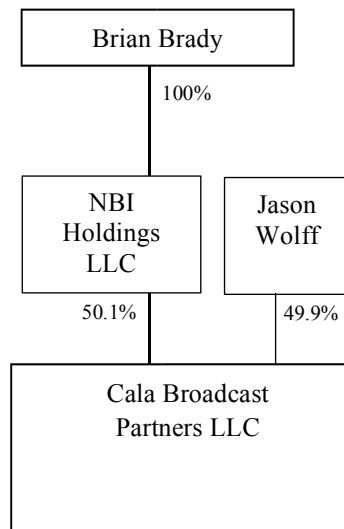 Brian Brady
100%
NBI
Holdings
LLC
Jason
Wolff
50.1%
49.9%
Cala Broadcast
Partners LLC